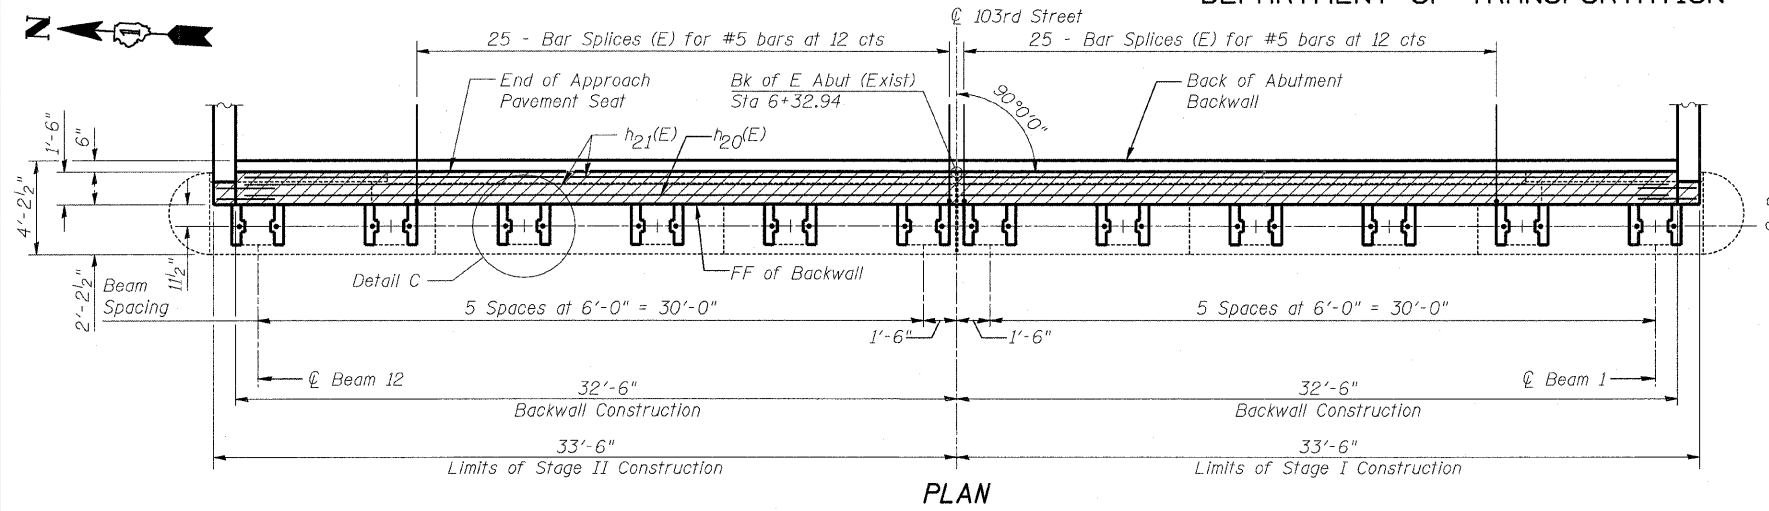 DEPARTMENT OF TRANSPORTATION
N
℄ 103rd Street
25 - Bar Splices (E) for #5 bars at 12 cts
25 - Bar Splices (E) for #5 bars at 12 cts
End of Approach
Pavement Seat
Bk of E Abut (Exist)
Sta 6+32.94
90°0'0"
Back of Abutment
Backwall
h21(E)
h20(E)
1'-6"
6"
4'-2½"
2'-2½"
11½"
Beam
Spacing
Detail C
FF of Backwall
5 Spaces at 6'-0" = 30'-0"
5 Spaces at 6'-0" = 30'-0"
1'-6"
1'-6"
℄ Beam 12
℄ Beam 1
32'-6"
Backwall Construction
32'-6"
Backwall Construction
33'-6"
Limits of Stage II Construction
33'-6"
Limits of Stage I Construction
PLAN